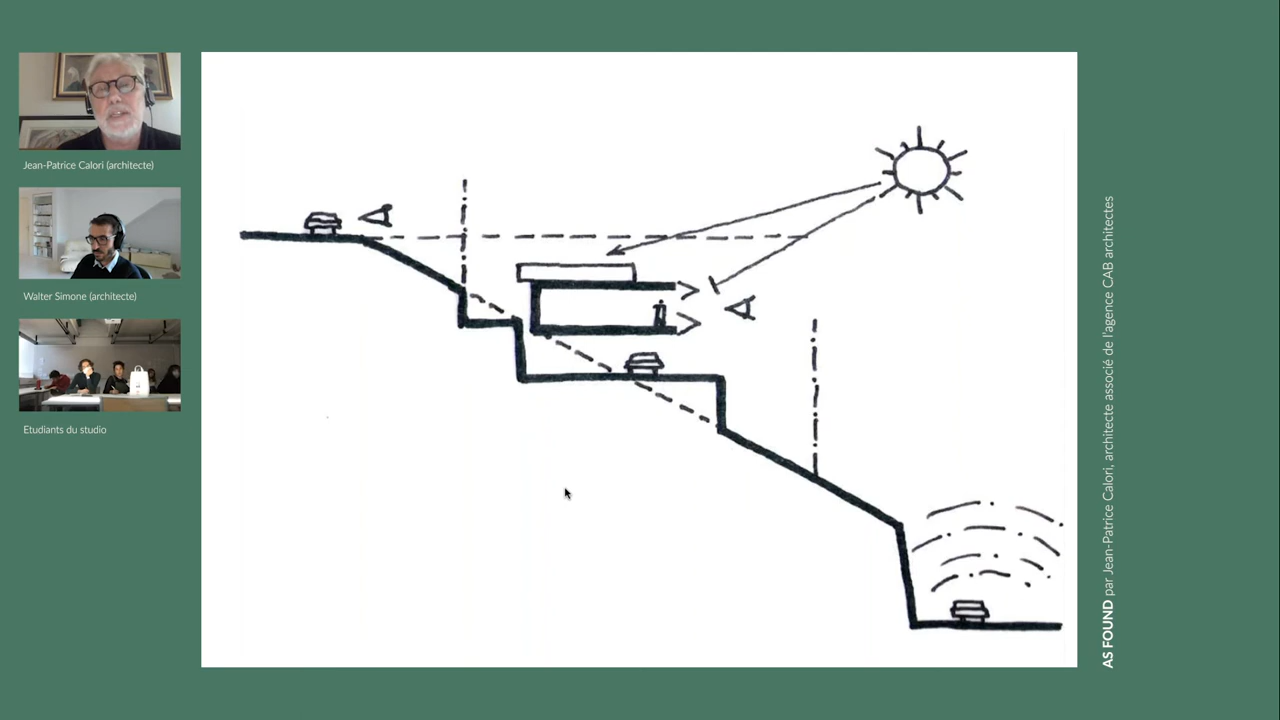 Jean-Patrice Calori (architecte)
Walter Simone (architecte)
Etudiants du studio
AS FOUND par Jean-Patrice Calori, architecte associé de l'agence CAB architectes